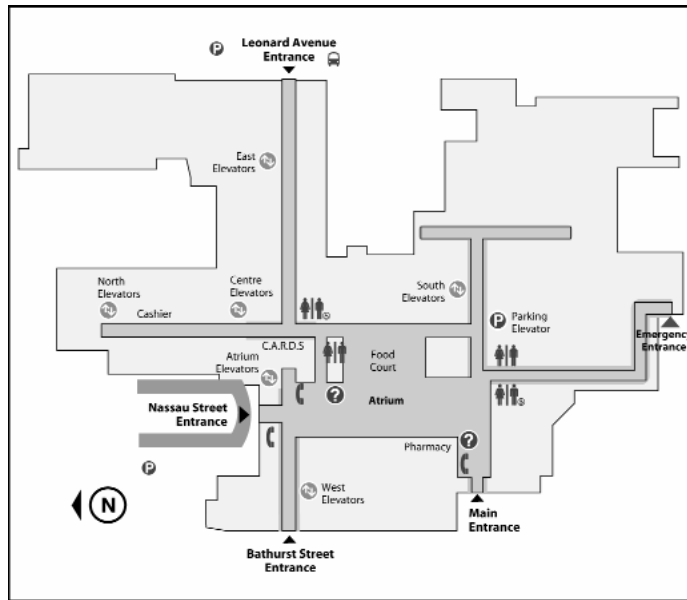 Leonard Avenue
Entrance
P
East
Elevators
North
Elevators
Centre
Elevators
South
Elevators
Cashier
P
Parking
Elevator
Emergency
Entrance
C.A.R.D.S
Atrium
Elevators
Food
Court
Nassau Street
Entrance
?
Atrium
Pharmacy
?
P
N
West
Elevators
Main
Entrance
Bathurst Street
Entrance